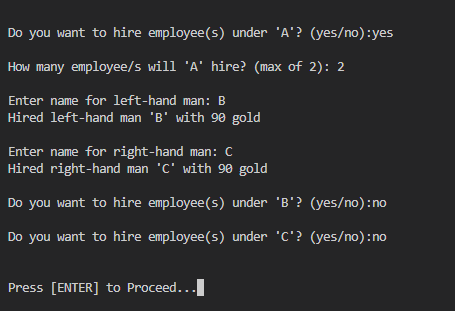 Do you want to hire employee(s) under 'A'? (yes/no):yes
How many employee/s will 'A' hire? (max of 2): 2
Enter name for left-hand man: B
Hired left-hand man 'B' with 90 gold
Enter name for right-hand man: C
Hired right-hand man 'C' with 90 gold
Do you want to hire employee(s) under 'B'? (yes/no):no
Do you want to hire employee(s) under 'C'? (yes/no):no
Press [ENTER] to Proceed...